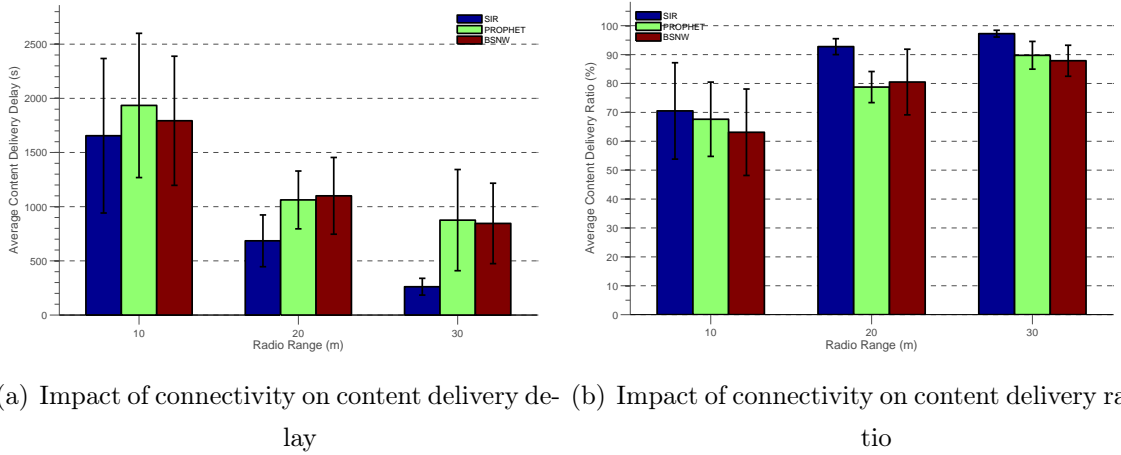 SIR
PROPHET
BSNW
2500
2000
1500
1000
500
0
Average Content Delivery Delay (s)
10
20
30
Radio Range (m)
SIR
PROPHET
BSNW
100
90
80
70
60
50
40
30
20
10
0
Average Content Delivery Ratio (%)
10
20
30
Radio Range (m)
a) Impact of connectivity on content delivery de-
lay
(b) Impact of connectivity on content delivery ra
tio